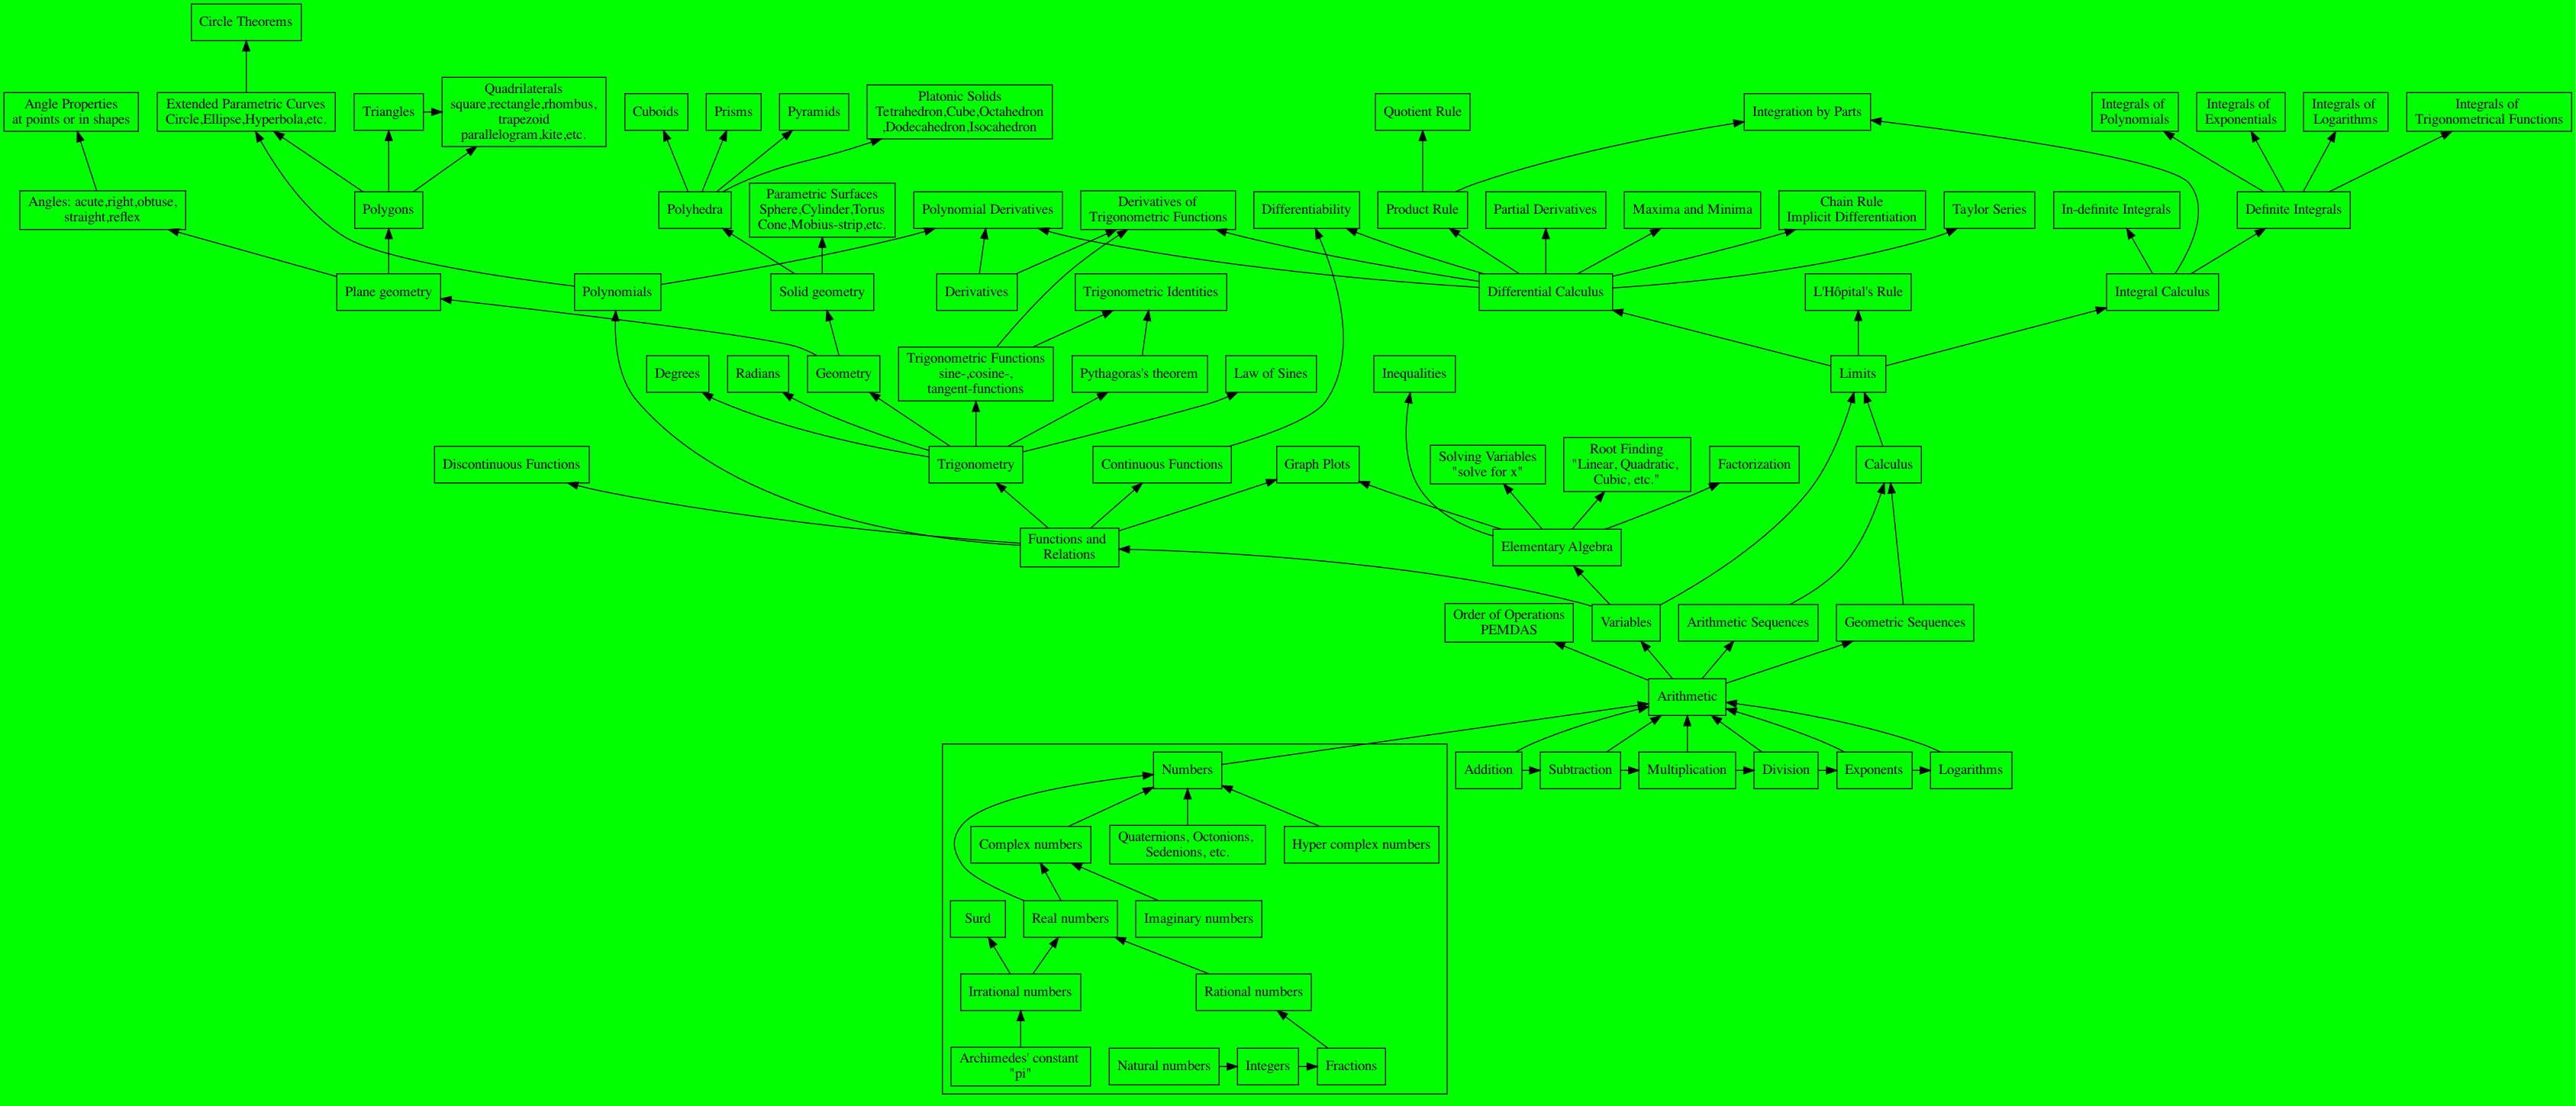 Circle Theorems
Angle Properties
at points or in shapes
Extended Parametric Curves
Circle,Ellipse,Hyperbola,etc.
Triangles
Quadrilaterals
square,rectangle,rhombus,
trapezoid
parallelogram,kite,etc.
Cuboids
Prisms
Pyramids
Platonic Solids
Tetrahedron,Cube,Octahedron
,Dodecahedron,Isocahedron
Quotient Rule
Integration by Parts
Integrals of
Polynomials
Integrals of
Exponentials
Integrals of
Logarithms
Integrals of
Trigonometrical Functions
Angles: acute,right,obtuse,
straight,reflex
Polygons
Polyhedra
Parametric Surfaces
Sphere,Cylinder,Torus
Cone,Mobius-strip,etc.
Polynomial Derivatives
Derivatives of
Trigonometric Functions
Differentiability
Product Rule
Partial Derivatives
Maxima and Minima
Chain Rule
Implicit Differentiation
Taylor Series
In-definite Integrals
Definite Integrals
Plane geometry
Polynomials
Solid geometry
Derivatives
Trigonometric Identities
Differential Calculus
L'Hôpital's Rule
Integral Calculus
Degrees
Radians
Geometry
Trigonometric Functions
sine-,cosine-,
tangent-functions
Pythagoras's theorem
Law of Sines
Inequalities
Limits
Discontinuous Functions
Trigonometry
Continuous Functions
Graph Plots
Solving Variables
"solve for x"
Root Finding
"Linear, Quadratic,
Cubic, etc."
Factorization
Calculus
Functions and
Relations
Elementary Algebra
Order of Operations
PEMDAS
Variables
Arithmetic Sequences
Geometric Sequences
Arithmetic
Numbers
Addition
Subtraction
Multiplication
Division
Exponents
Logarithms
Complex numbers
Quaternions, Octonions,
Sedenions, etc.
Hyper complex numbers
Surd
Real numbers
Imaginary numbers
Irrational numbers
Rational numbers
Archimedes' constant
"pi"
Natural numbers
Integers
Fractions